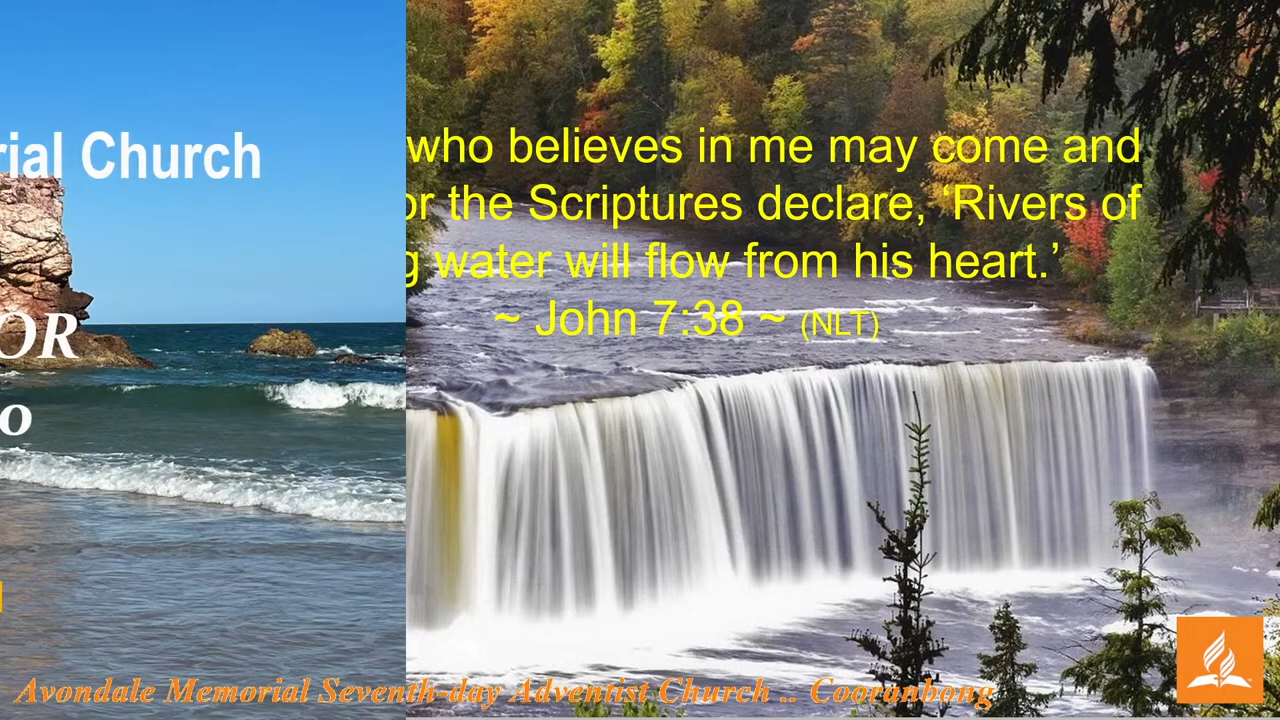 rial Church
OR
o
who believes in me may come and
or the Scriptures declare, ‘Rivers of
g water will flow from his heart.’
~ John 7:38 ~ (NLT)
Avondale Memorial Seventh-day Adventist Church .. Cooranbong